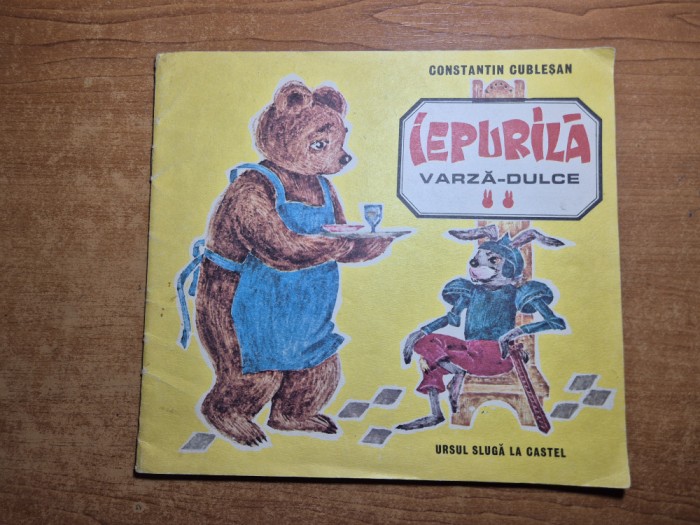 CONSTANTIN CUBLEȘAN
IEPURILĂ
VARZĂ-DULCE
URSUL SLUGĂ LA CASTEL